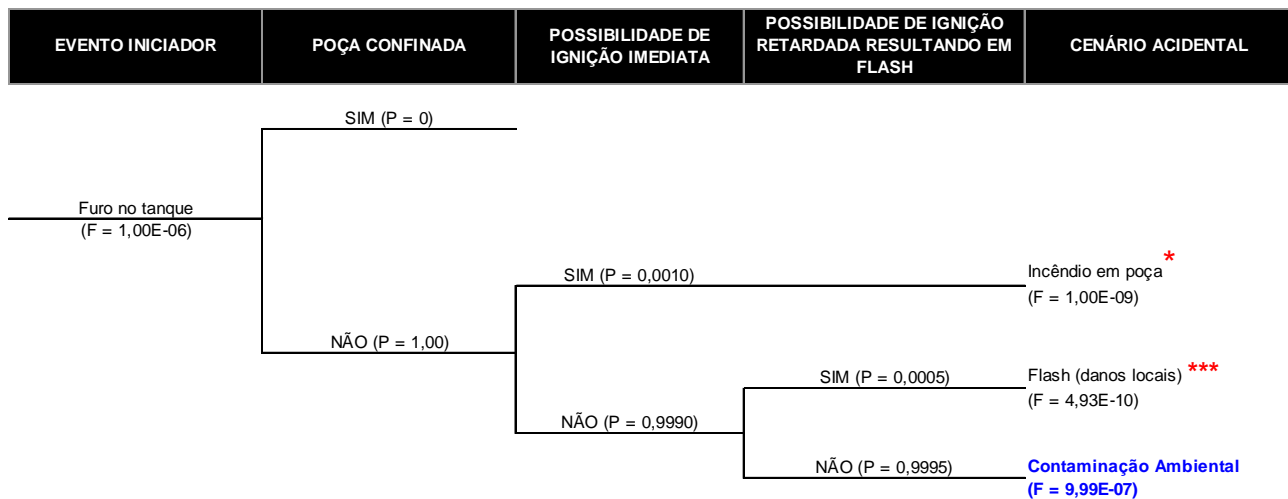 EVENTO INICIADOR
POÇA CONFINADA
POSSIBILIDADE DE
IGNIÇÃO IMEDIATA
POSSIBILIDADE DE IGNIÇÃO
RETARDADA RESULTANDO EM
FLASH
CENÁRIO ACIDENTAL
SIM (P = 0)
Furo no tanque
(F = 1,00E-06)
SIM (P = 0,0010)
Incêndio em poça *
(F = 1,00E-09)
NÃO (P = 1,00)
SIM (P = 0,0005)
Flash (danos locais) ***
(F = 4,93E-10)
NÃO (P = 0,9990)
NÃO (P = 0,9995)
Contaminação Ambiental
(F = 9,99E-07)